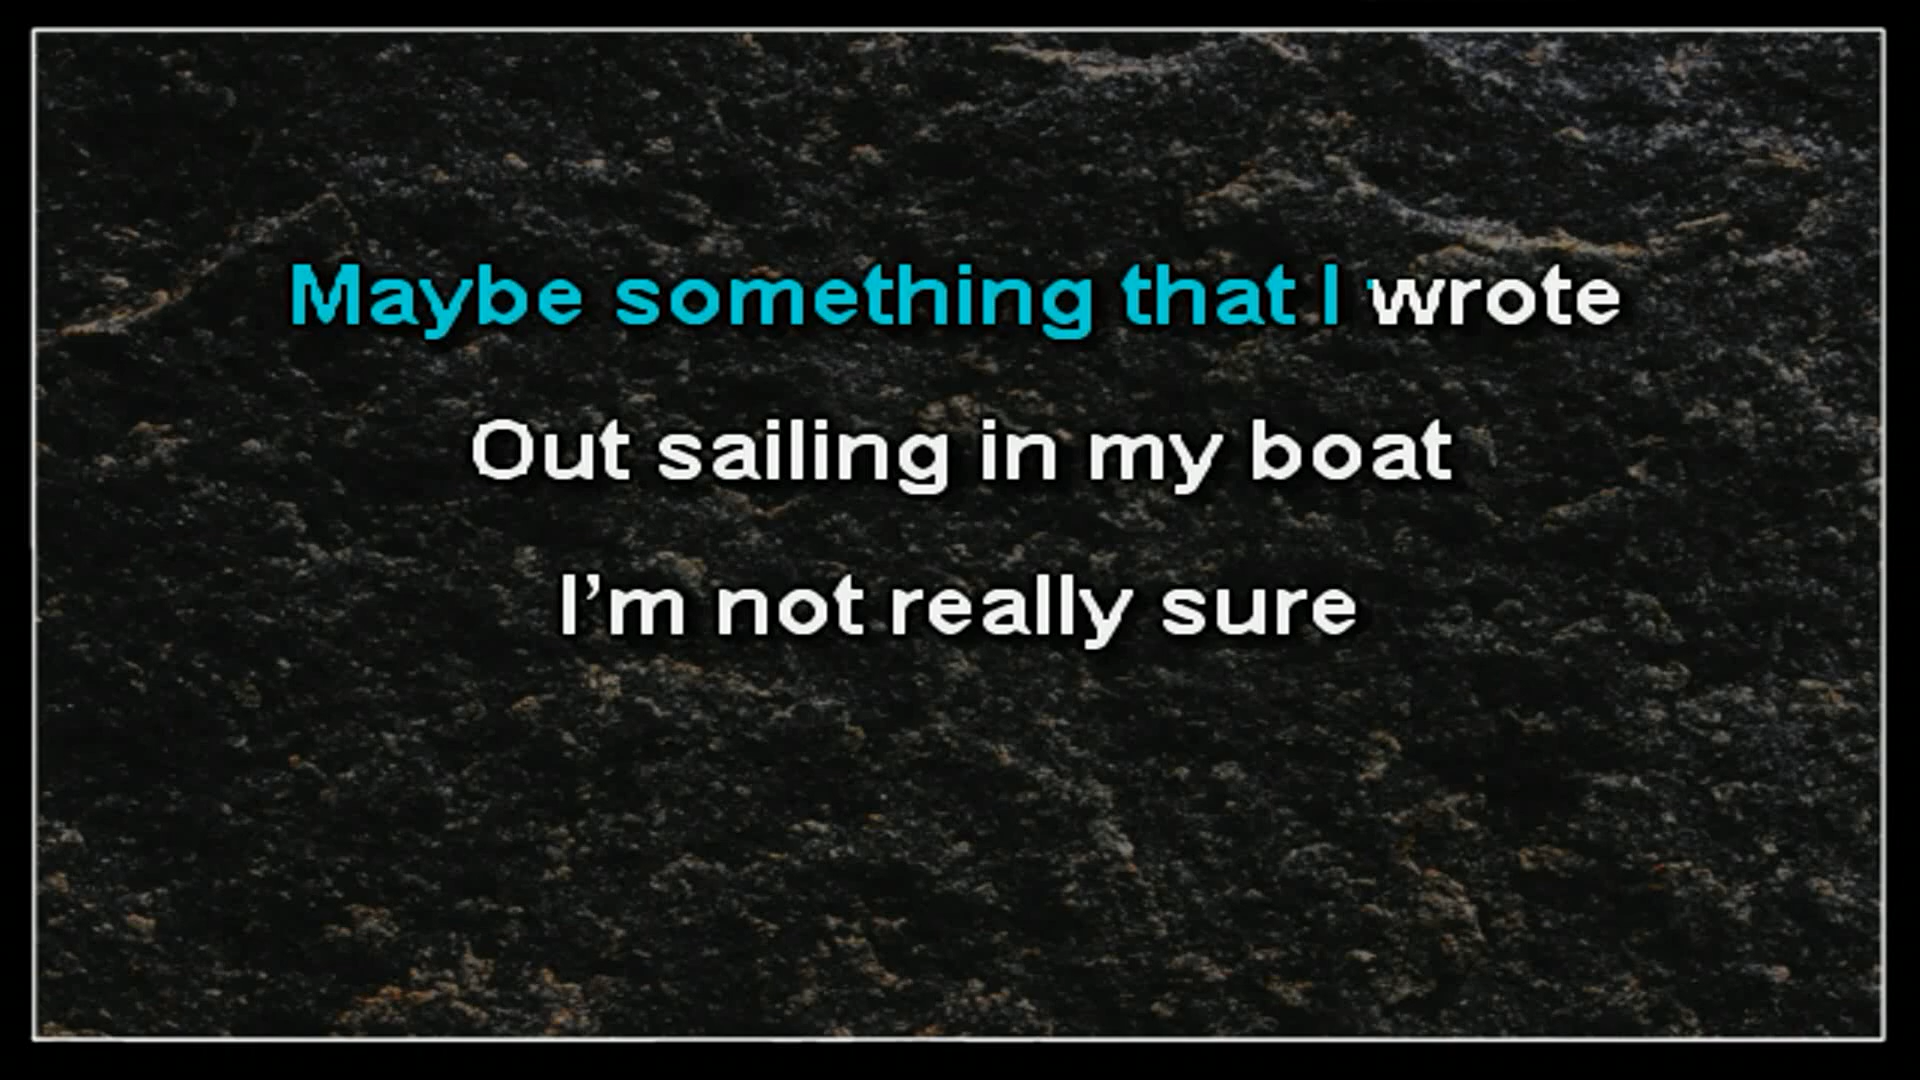 Maybe something that I wrote
Out sailing in my boat
I'm not really sure